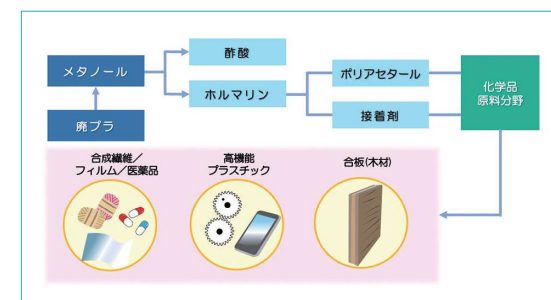 メタノール
廃プラ
酢酸
ホルマリン
ポリアセタール
接着剤
化学品
原料分野
合成繊維／
フィルム／医薬品
高機能
プラスチック
合板(木材)